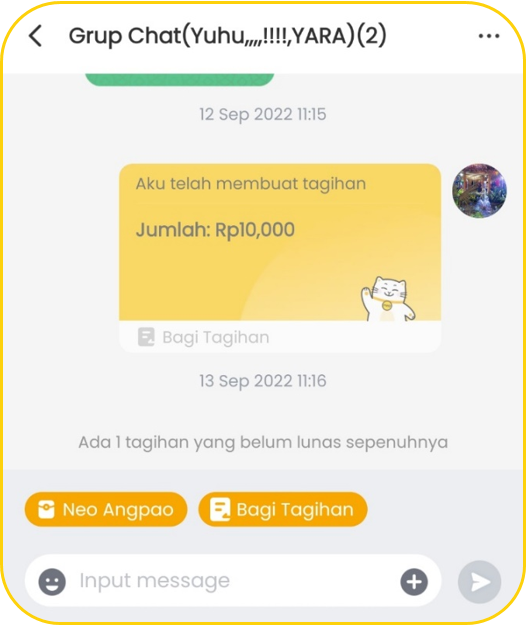 Grup Chat(Yuhu,,,,!!!!,YARA)(2)
12 Sep 2022 11:15
Aku telah membuat tagihan
Jumlah: Rp10,000
Bagi Tagihan
13 Sep 2022 11:16
Ada 1 tagihan yang belum lunas sepenuhnya
Neo Angpao
Bagi Tagihan
Input message